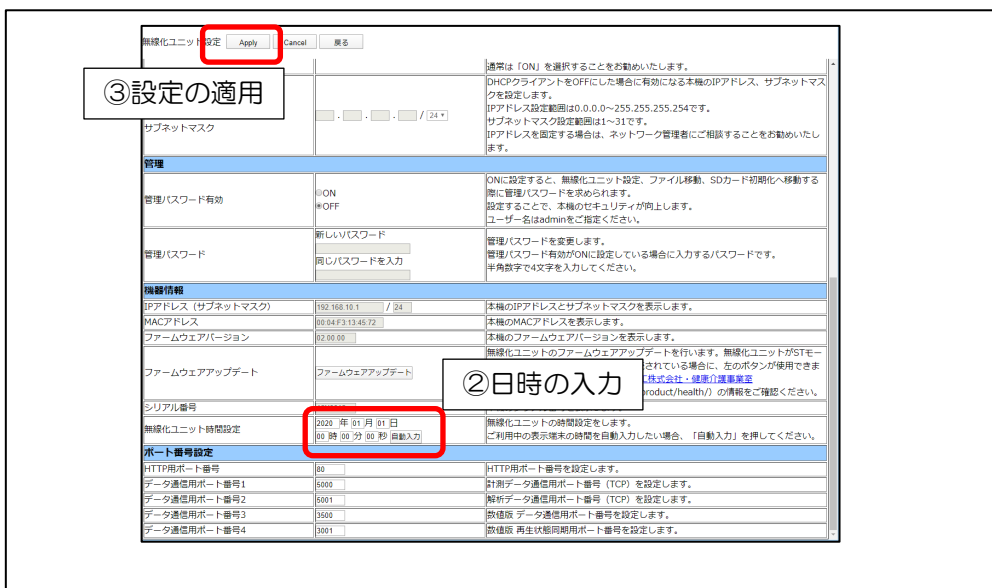 無線化ユニット設定 Apply Cancel 戻る
③設定の適用
通常は「ON」を選択することをお勧めいたします。
サブネットマスク
. . . / 24
DHCPクライアントをOFFにした場合に有効になる本機のIPアドレス、サブネットマス
クを設定します。
IPアドレス設定範囲は0.0.0.0～255.255.255.254です。
サブネットマスク設定範囲は1～31です。
IPアドレスを固定する場合は、ネットワーク管理者にご相談することをお勧めいたし
ます。
管理
管理パスワード有効
ON
OFF
ONに設定すると、無線化ユニット設定、ファイル移動、SDカード初期化へ移動する
際に管理パスワードを求められます。
設定することで、本機のセキュリティが向上します。
ユーザー名はadminをご指定ください。
管理パスワード
新しいパスワード
同じパスワードを入力
管理パスワードを変更します。
管理パスワード有効がONに設定している場合に入力するパスワードです。
半角数字で4文字を入力してください。
機器情報
IPアドレス（サブネットマスク） 192.168.10.1 / 24 本機のIPアドレスとサブネットマスクを表示します。
MACアドレス 00:04:F3:13:45:72 本機のMACアドレスを表示します。
ファームウェアバージョン 02.00.00 本機のファームウェアバージョンを表示します。
ファームウェアアップデート
ファームウェアアップデート
無線化ユニットのファームウェアアップデートを行います。無線化ユニットがSTモー
されている場合に、左のボタンが使用できま
工株式会社・健康介護事業室
product/health/）の情報をご確認ください。
②日時の入力
シリアル番号
無線化ユニット時間設定
2020 年 01 月 01 日
00 時 00 分 00 秒 自動入力
無線化ユニットの時間設定をします。
ご利用中の表示端末の時間を自動入力したい場合、「自動入力」を押してください。
ポート番号設定
HTTP用ポート番号 80 HTTP用ポート番号を設定します。
データ通信用ポート番号1 5000 計測データ通信用ポート番号（TCP）を設定します。
データ通信用ポート番号2 5001 解析データ通信用ポート番号（TCP）を設定します。
データ通信用ポート番号3 3500 数値版 データ通信用ポート番号を設定します。
データ通信用ポート番号4 3001 数値版 再生状態同期用ポート番号を設定します。